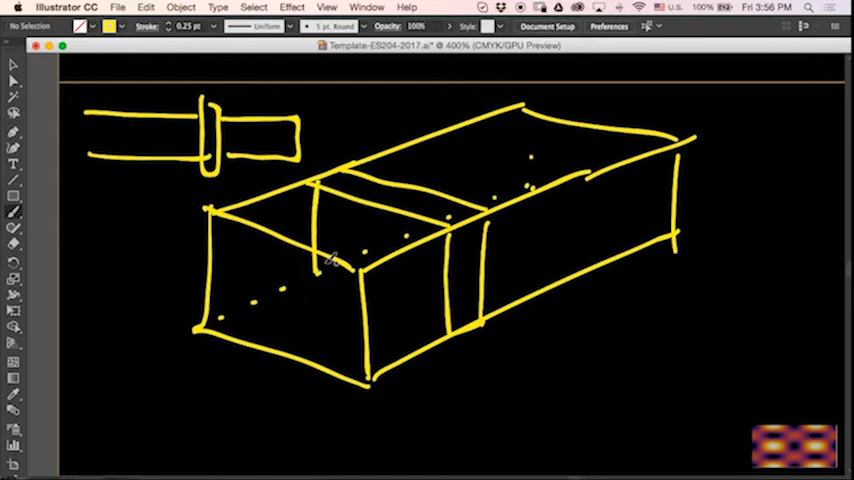 Illustrator CC File Edit Object Type Select Effect View Window Help U.S. 100% Fri 3:56 PM
No Selection Stroke: 0.25 pt Uniform 5 pt. Round Opacity: 100% Style: Document Setup Preferences
Template-ES204-2017.ai* @ 400% (CMYK/GPU Preview)